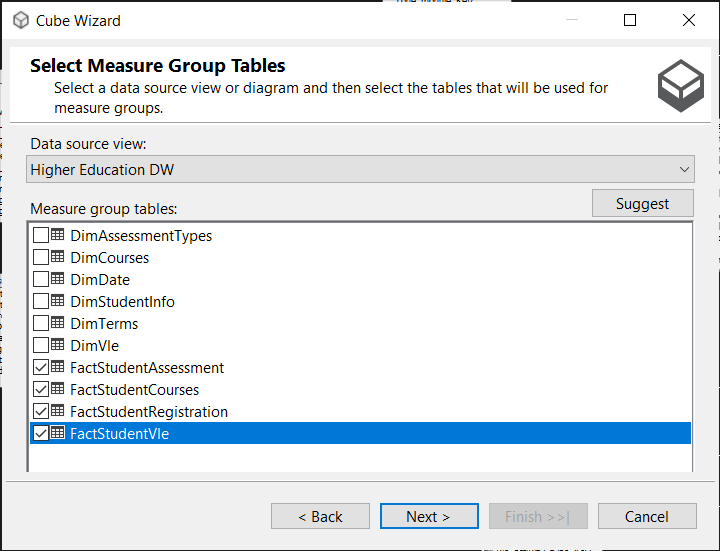 Cube Wizard
Select Measure Group Tables
Select a data source view or diagram and then select the tables that will be used for
measure groups.
Data source view:
Higher Education DW
Measure group tables:
Suggest
DimAssessmentTypes
DimCourses
DimDate
DimStudentInfo
DimTerms
DimVle
FactStudentAssessment
FactStudentCourses
FactStudentRegistration
FactStudentVle
< Back
Next >
Finish >>|
Cancel